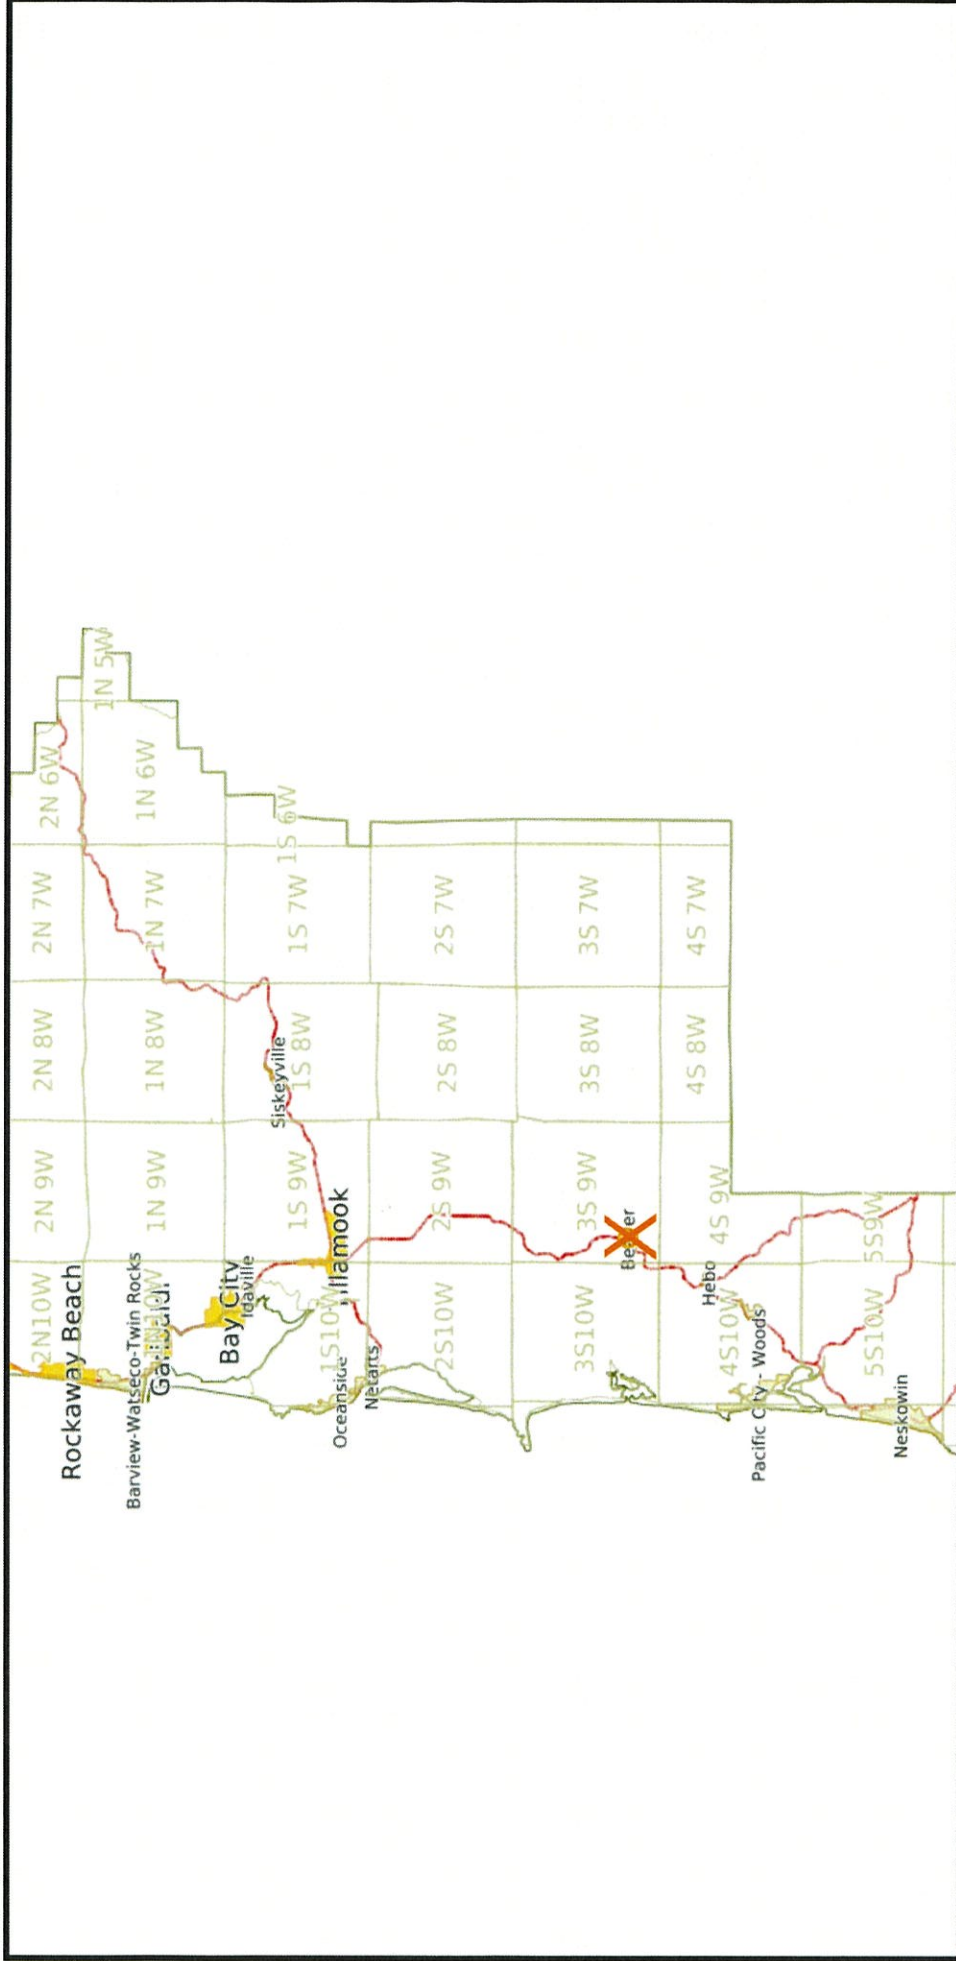 2N10W
2N 9W
2N 8W
2N 7W
2N 6W
Rockaway Beach
1N 5W
Barview-Watseco-Twin Rocks
1N10W
1N 9W
1N 8W
1N 7W
1N 6W
Garibaldi
Bay City
Idaville
Siskeyville
1S10W
1S 9W
1S 8W
1S 7W
1S 6W
Oceanside
Tillamook
Netarts
2S10W
2S 9W
2S 8W
2S 7W
3S10W
3S 9W
3S 8W
3S 7W
Beaver
Hebo
4S10W
4S 9W
4S 8W
4S 7W
Pacific City - Woods
5S10W
5S9W
Neskowin